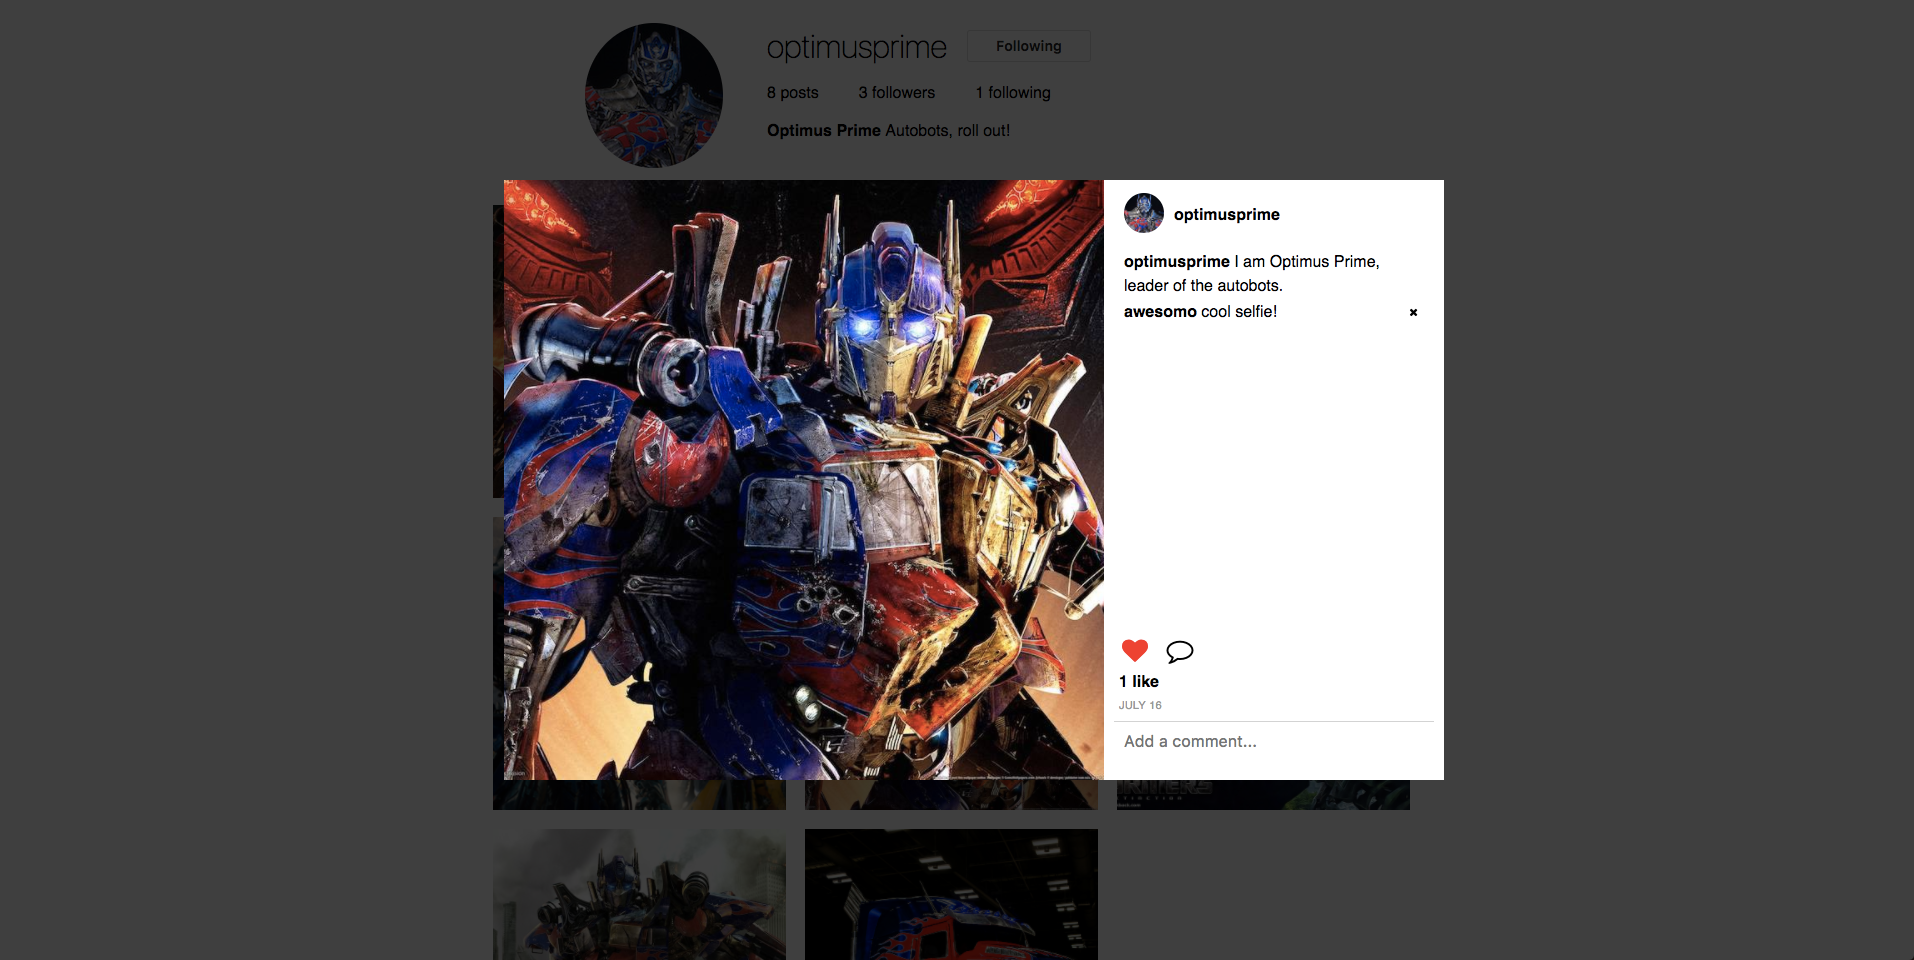 optimusprime Following
8 posts 3 followers 1 following
Optimus Prime Autobots, roll out!
optimusprime
optimusprime I am Optimus Prime,
leader of the autobots.
awesomo cool selfie!
1 like
JULY 16
Add a comment...